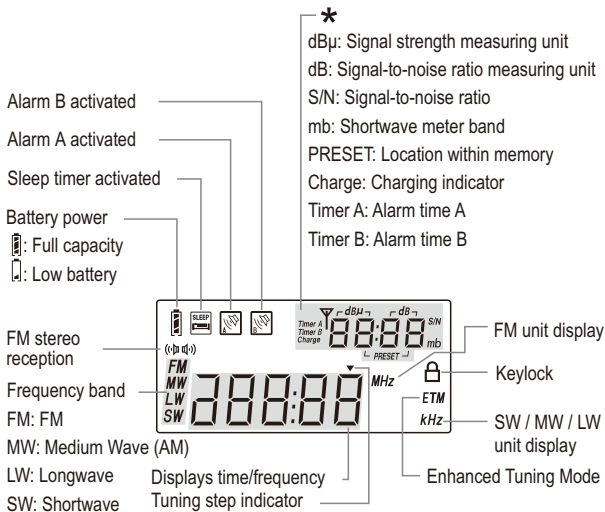 *
dBµ: Signal strength measuring unit
dB: Signal-to-noise ratio measuring unit
S/N: Signal-to-noise ratio
mb: Shortwave meter band
PRESET: Location within memory
Charge: Charging indicator
Timer A: Alarm time A
Timer B: Alarm time B
Alarm B activated
Alarm A activated
Sleep timer activated
Battery power
: Full capacity
: Low battery
FM stereo
reception
Frequency band
FM: FM
MW: Medium Wave (AM)
LW: Longwave
SW: Shortwave
SLEEP
A
B
Timer A
Timer B
Charge
dBµ
dB
S/N
88:88
mb
PRESET
FM
MW
LW
SW
288:88
MHz
ETM
kHz
FM unit display
Keylock
SW / MW / LW
unit display
Enhanced Tuning Mode
Displays time/frequency
Tuning step indicator